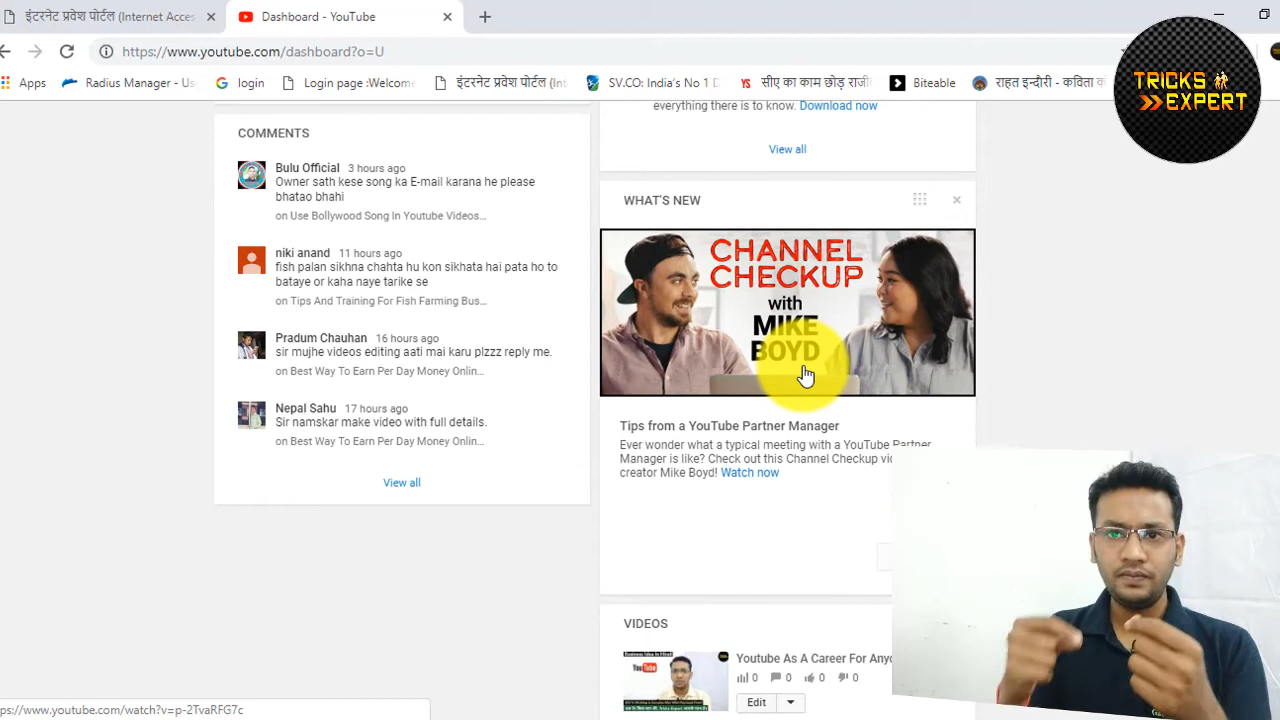 इंटरनेट प्रवेश पोर्टल (Internet Acces
Dashboard - YouTube
https://www.youtube.com/dashboard?o=U
Apps
Radius Manager - Us
login
Login page :Welcome
इंटरनेट प्रवेश पोर्टल (Int
SV.CO: India's No 1 D
सीए का काम छोड़ राजी
Biteable
राहत इन्दौरी - कविता क
TRICKS
EXPERT
everything there is to know. Download now
View all
COMMENTS
Bulu Official 3 hours ago
Owner sath kese song ka E-mail karana he please
bhatao bhahi
on Use Bollywood Song In Youtube Videos...
niki anand 11 hours ago
fish palan sikhna chahta hu kon sikhata hai pata ho to
bataye or kaha naye tarike se
on Tips And Training For Fish Farming Bus...
Pradum Chauhan 16 hours ago
sir mujhe videos editing aati mai karu plzzz reply me.
on Best Way To Earn Per Day Money Onlin...
Nepal Sahu 17 hours ago
Sir namskar make video with full details.
on Best Way To Earn Per Day Money Onlin...
View all
WHAT'S NEW
CHANNEL
CHECKUP
with
MIKE
BOYD
Tips from a YouTube Partner Manager
Ever wonder what a typical meeting with a YouTube Partner
Manager is like? Check out this Channel Checkup vi
creator Mike Boyd! Watch now
VIDEOS
Youtube As A Career For Anyo
0 0 0 0
Edit
ps://www.youtube.com/watch?v=p-2TvaRFG7c